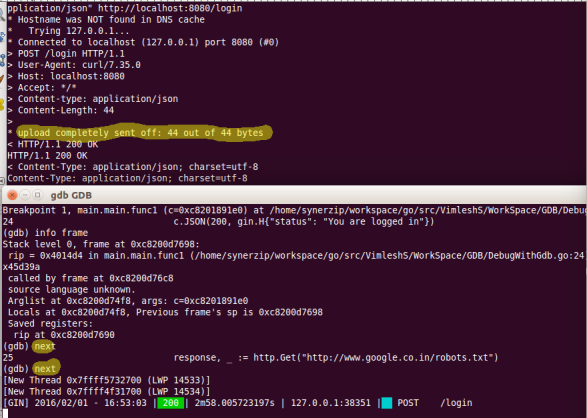 pplication/json" http://localhost:8080/login
* Hostname was NOT found in DNS cache
*   Trying 127.0.0.1...
* Connected to localhost (127.0.0.1) port 8080 (#0)
> POST /login HTTP/1.1
> User-Agent: curl/7.35.0
> Host: localhost:8080
> Accept: */*
> Content-type: application/json
> Content-Length: 44
>
* upload completely sent off: 44 out of 44 bytes
< HTTP/1.1 200 OK
HTTP/1.1 200 OK
< Content-Type: application/json; charset=utf-8
Content-Type: application/json; charset=utf-8
gdb GDB
Breakpoint 1, main.main.func1 (c=0xc8201891e0) at /home/synerzip/workspace/go/src/VimleshS/WorkSpace/GDB/Debug
24                              c.JSON(200, gin.H{"status": "You are logged in"})
(gdb) info frame
Stack level 0, frame at 0xc8200d7698:
 rip = 0x4014d4 in main.main.func1 (/home/synerzip/workspace/go/src/VimleshS/WorkSpace/GDB/DebugWithGdb.go:24
x45d39a
 called by frame at 0xc8200d76c8
 source language unknown.
 Arglist at 0xc8200d74f8, args: c=0xc8201891e0
 Locals at 0xc8200d74f8, Previous frame's sp is 0xc8200d7698
 Saved registers:
  rip at 0xc8200d7690
(gdb) next
25                              response, _ := http.Get("http://www.google.co.in/robots.txt")
(gdb) next
[New Thread 0x7ffff5732700 (LWP 14533)]
[New Thread 0x7ffff4f31700 (LWP 14534)]
[GIN] 2016/02/01 - 16:53:03 | 200 | 2m58.005723197s | 127.0.0.1:38351 |   POST    /login